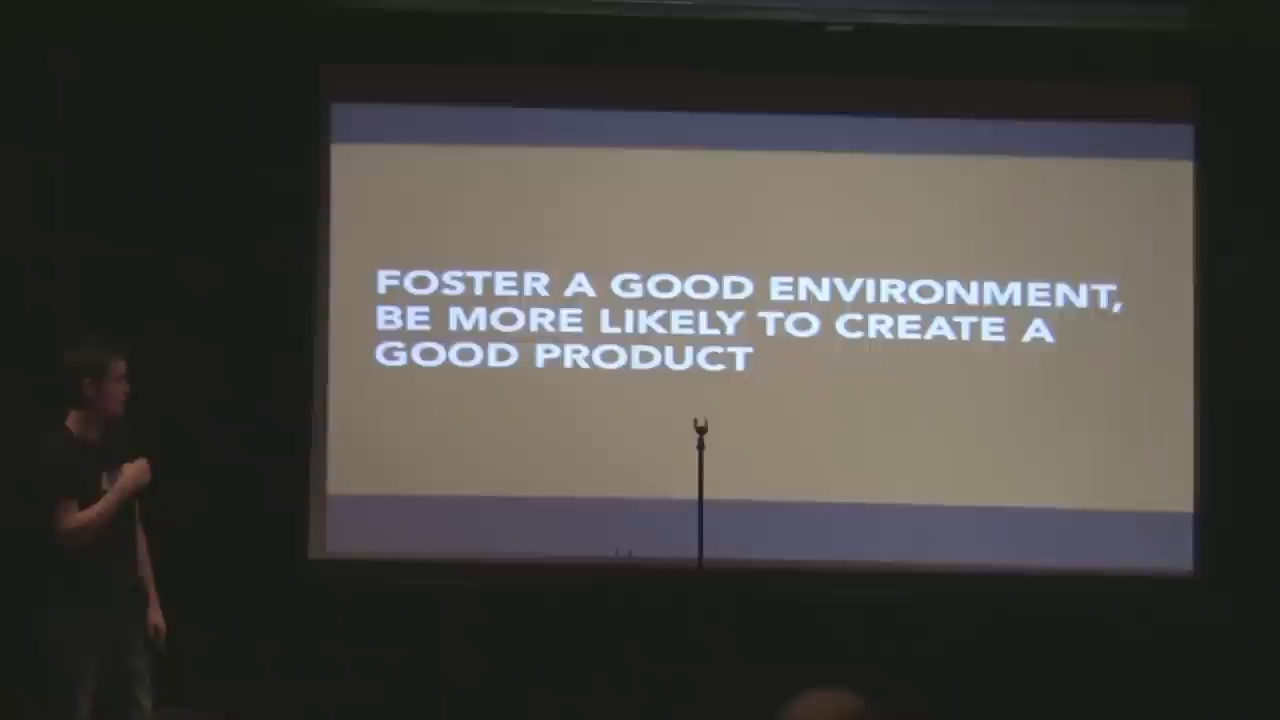 FOSTER A GOOD ENVIRONMENT,
BE MORE LIKELY TO CREATE A
GOOD PRODUCT